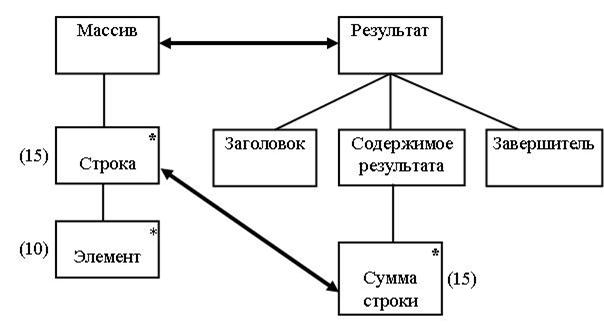 Массив
Результат
Заголовок
Содержимое
результата
Завершитель
*
(15)
Строка
*
(10)
Элемент
*
Сумма
строки
(15)